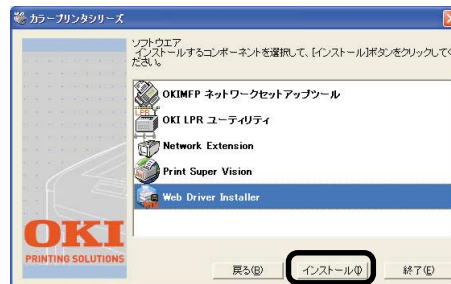 カラープリンタシリーズ
ソフトウエア
インストールするコンポーネントを選択して、[インストール]ボタンをクリックしてく
ださい。
OKIMFP ネットワークセットアップツール
OKI LPR ユーティリティ
Network Extension
Print Super Vision
Web Driver Installer
OKI
PRINTING SOLUTIONS
戻る(B)
インストール(I)
終了(E)